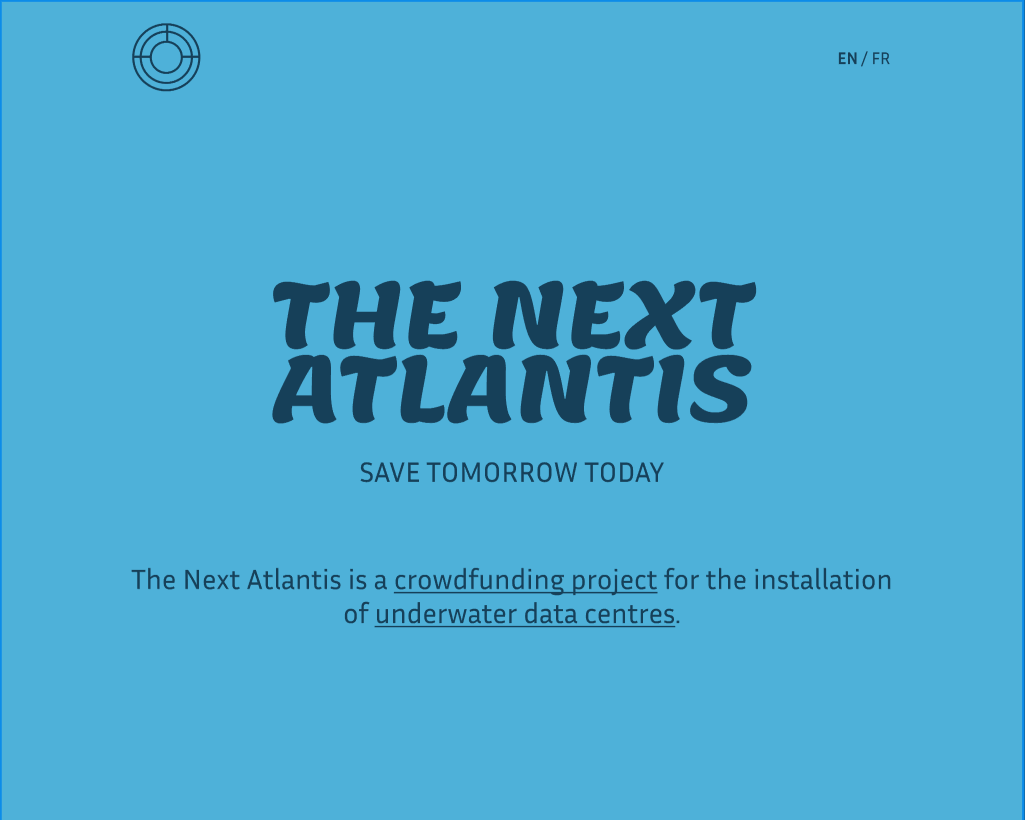 EN / FR
THE NEXT
ATLANTIS
SAVE TOMORROW TODAY
The Next Atlantis is a crowdfunding project for the installation
of underwater data centres.